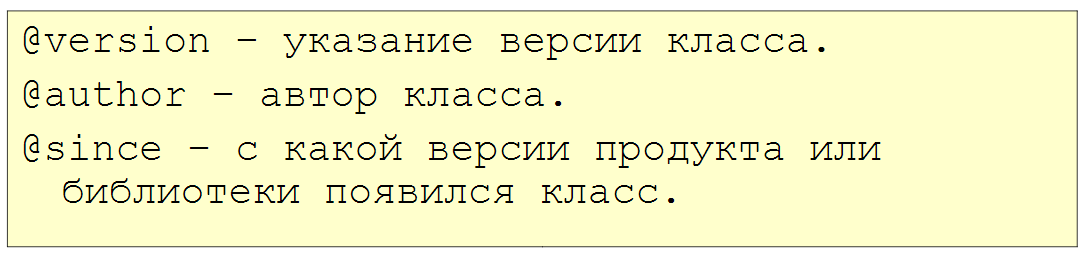 @version – указание версии класса.
@author – автор класса.
@since – с какой версии продукта или
библиотеки появился класс.